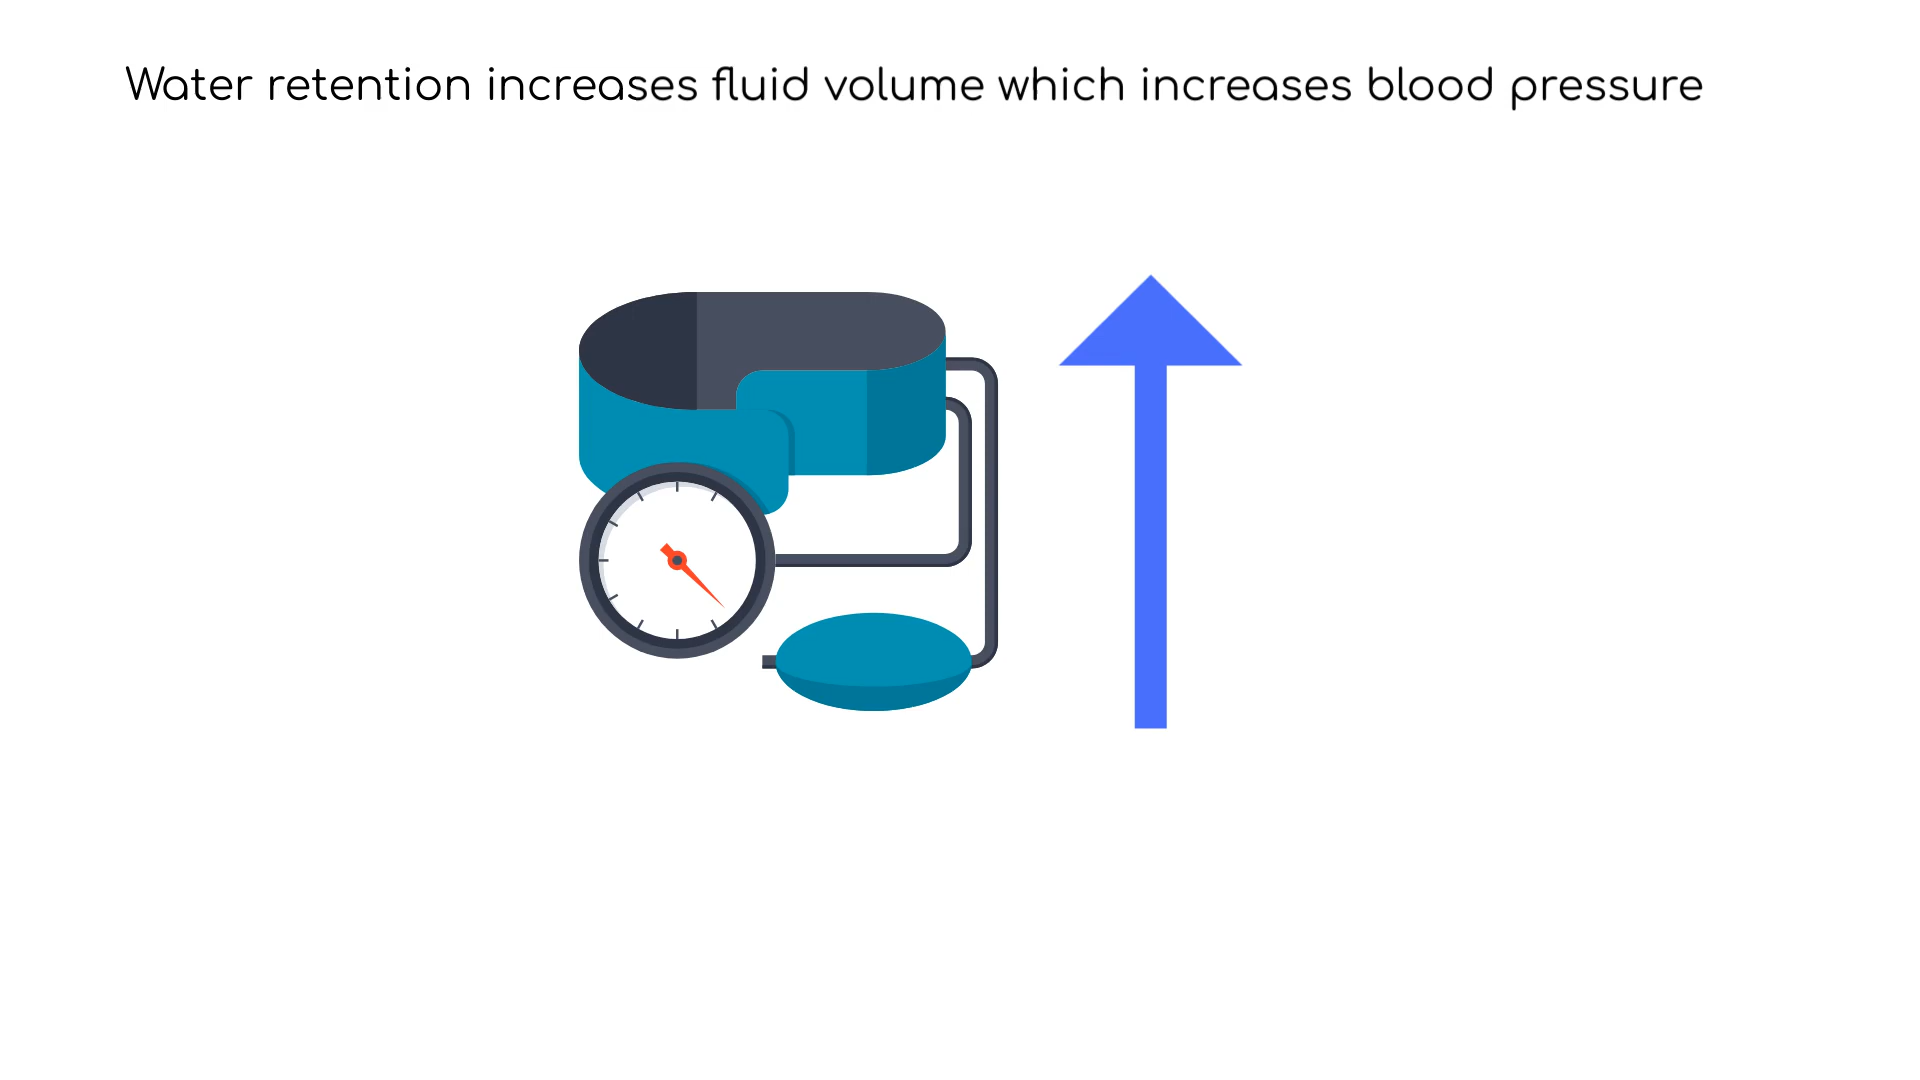 Water retention increases fluid volume which increases blood pressure